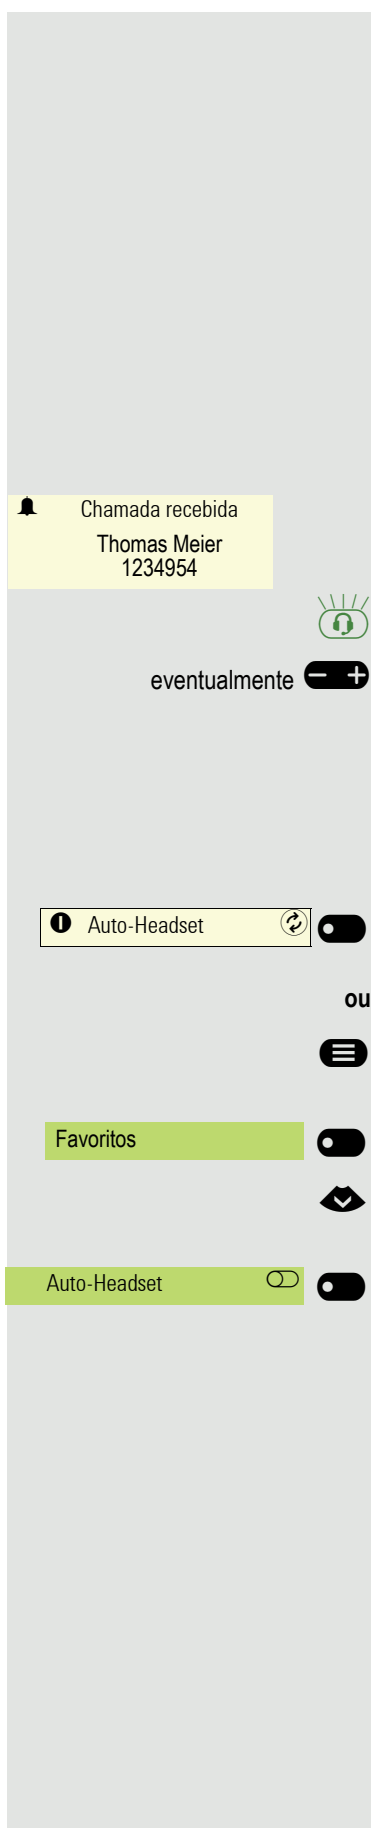 Chamada recebida
Thomas Meier
1234954
eventualmente
Auto-Headset
ou
Favoritos
Auto-Headset